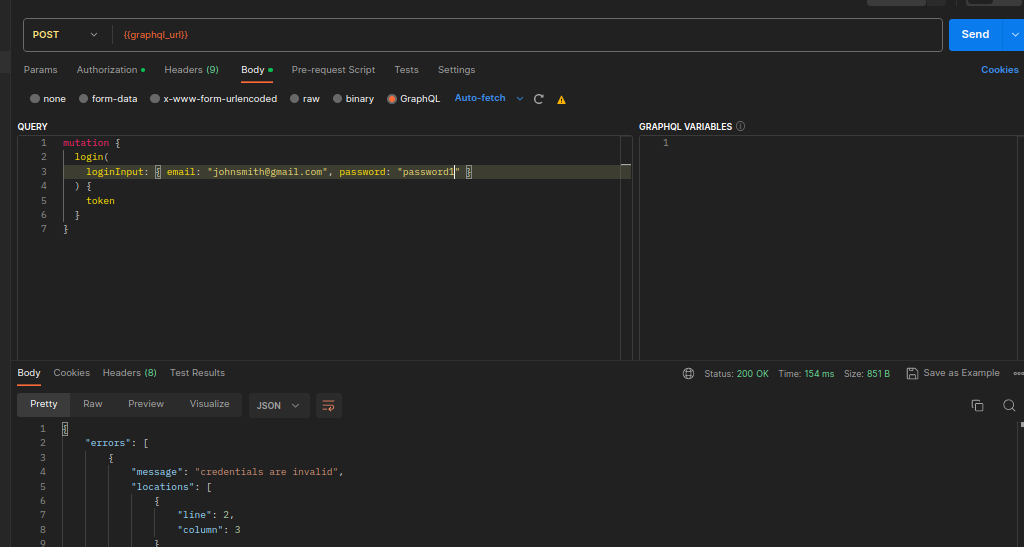 POST {{graphql_url}} Send
Params Authorization Headers (9) Body Pre-request Script Tests Settings Cookies
none form-data x-www-form-urlencoded raw binary GraphQL Auto-fetch
QUERY GRAPHQL VARIABLES
1 mutation { 1
2 login(
3 loginInput: { email: "johnsmith@gmail.com", password: "password1" }
4 ) {
5 token
6 }
7 }
Body Cookies Headers (8) Test Results Status: 200 OK Time: 154 ms Size: 851 B Save as Example
Pretty Raw Preview Visualize JSON
1 {
2 "errors": [
3 {
4 "message": "credentials are invalid",
5 "locations": [
6 {
7 "line": 2,
8 "column": 3
9 }